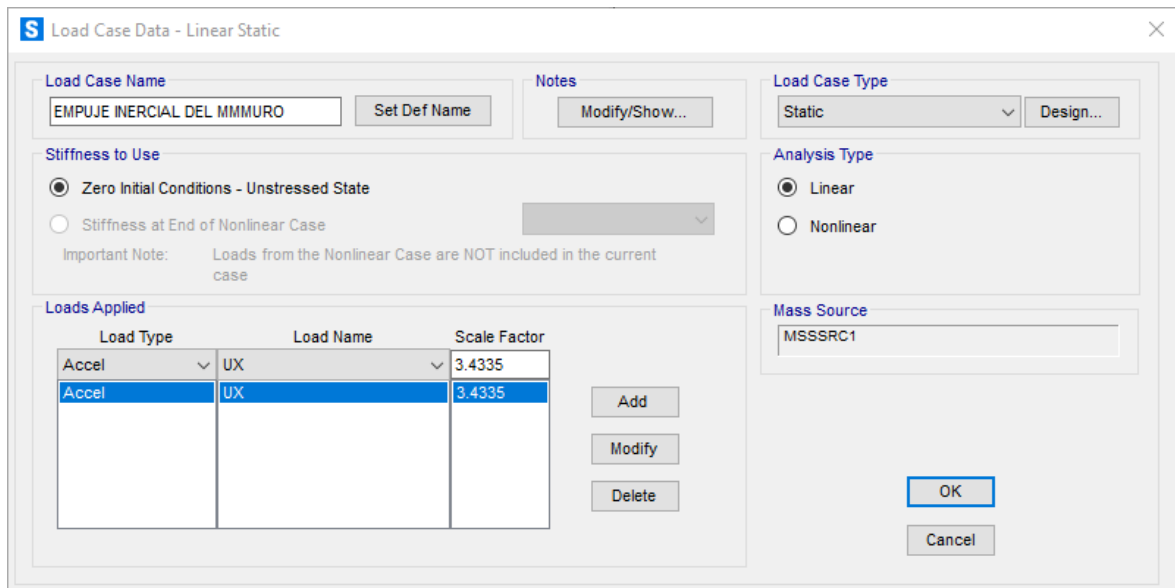 S Load Case Data - Linear Static
Load Case Name
EMPUJE INERCIAL DEL MMMURO
Set Def Name
Notes
Modify/Show...
Load Case Type
Static
Design...
Stiffness to Use
Zero Initial Conditions - Unstressed State
Stiffness at End of Nonlinear Case
Important Note: Loads from the Nonlinear Case are NOT included in the current
case
Analysis Type
Linear
Nonlinear
Loads Applied
Load Type Load Name Scale Factor
Accel UX 3.4335
Accel UX 3.4335
Add
Modify
Delete
Mass Source
MSSSRC1
OK
Cancel